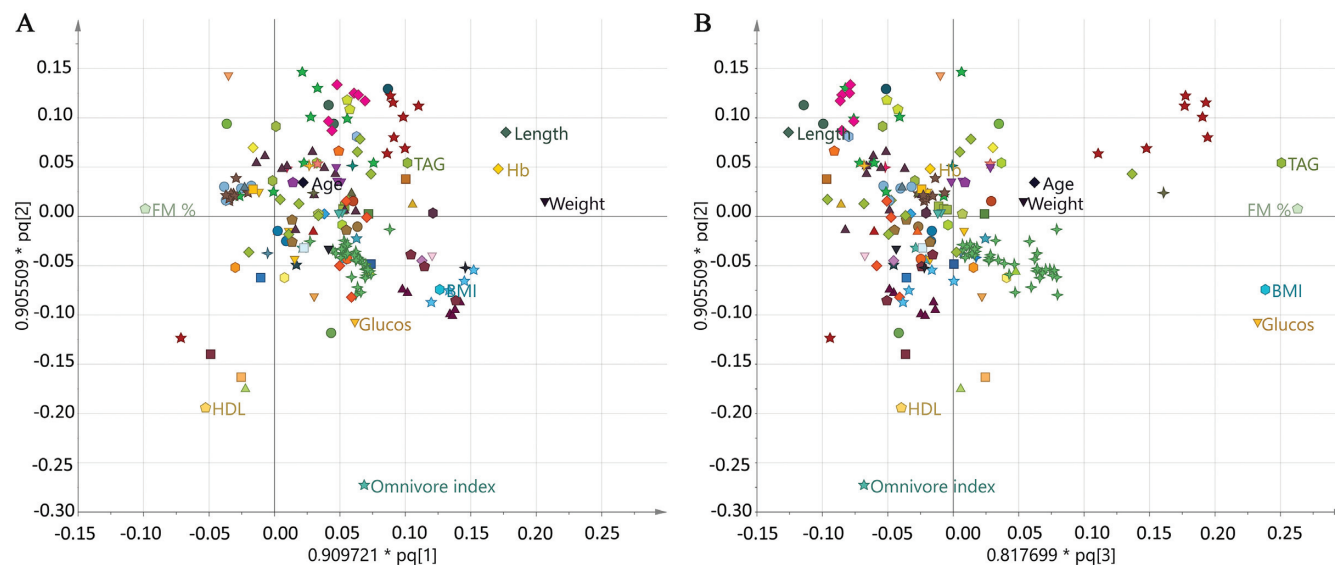 A
0.15
0.10
0.05
0.00
-0.05
-0.10
-0.15
-0.20
-0.25
-0.30
0.905509 * pq[2]
Length
TAG
Hb
Age
Weight
FM %
BMI
Glucos
HDL
Omnivore index
-0.15 -0.10 -0.05 0.00 0.05 0.10 0.15 0.20 0.25
0.909721 * pq[1]
B
0.15
0.10
0.05
0.00
-0.05
-0.10
-0.15
-0.20
-0.25
-0.30
0.905509 * pq[2]
Length
TAG
Hb
Age
Weight
FM %
BMI
Glucos
HDL
Omnivore index
-0.15 -0.10 -0.05 0.00 0.05 0.10 0.15 0.20 0.25
0.817699 * pq[3]